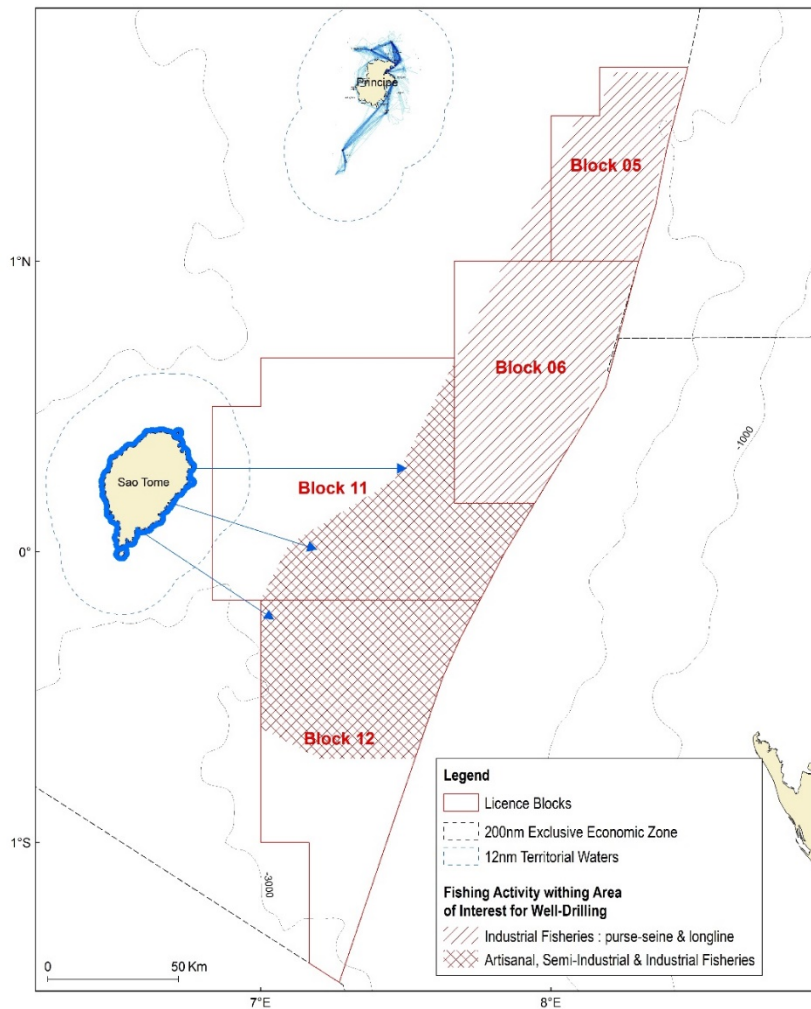 Principe
Block 05
1°N
Block 06
-1000
Sao Tome
Block 11
0°
Block 12
Legend
Licence Blocks
200nm Exclusive Economic Zone
12nm Territorial Waters
1°S
-3000
Fishing Activity withing Area
of Interest for Well-Drilling
Industrial Fisheries : purse-seine & longline
Artisanal, Semi-Industrial & Industrial Fisheries
0 50 Km
7°E 8°E